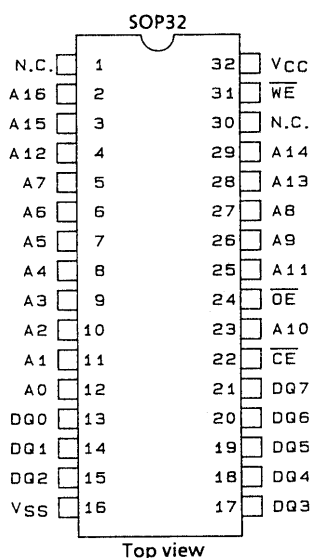 SOP32
N.C. 1 32 VCC
A16 2 31 WE
A15 3 30 N.C.
A12 4 29 A14
A7 5 28 A13
A6 6 27 A8
A5 7 26 A9
A4 8 25 A11
A3 9 24 OE
A2 10 23 A10
A1 11 22 CE
A0 12 21 DQ7
DQ0 13 20 DQ6
DQ1 14 19 DQ5
DQ2 15 18 DQ4
VSS 16 17 DQ3
Top view